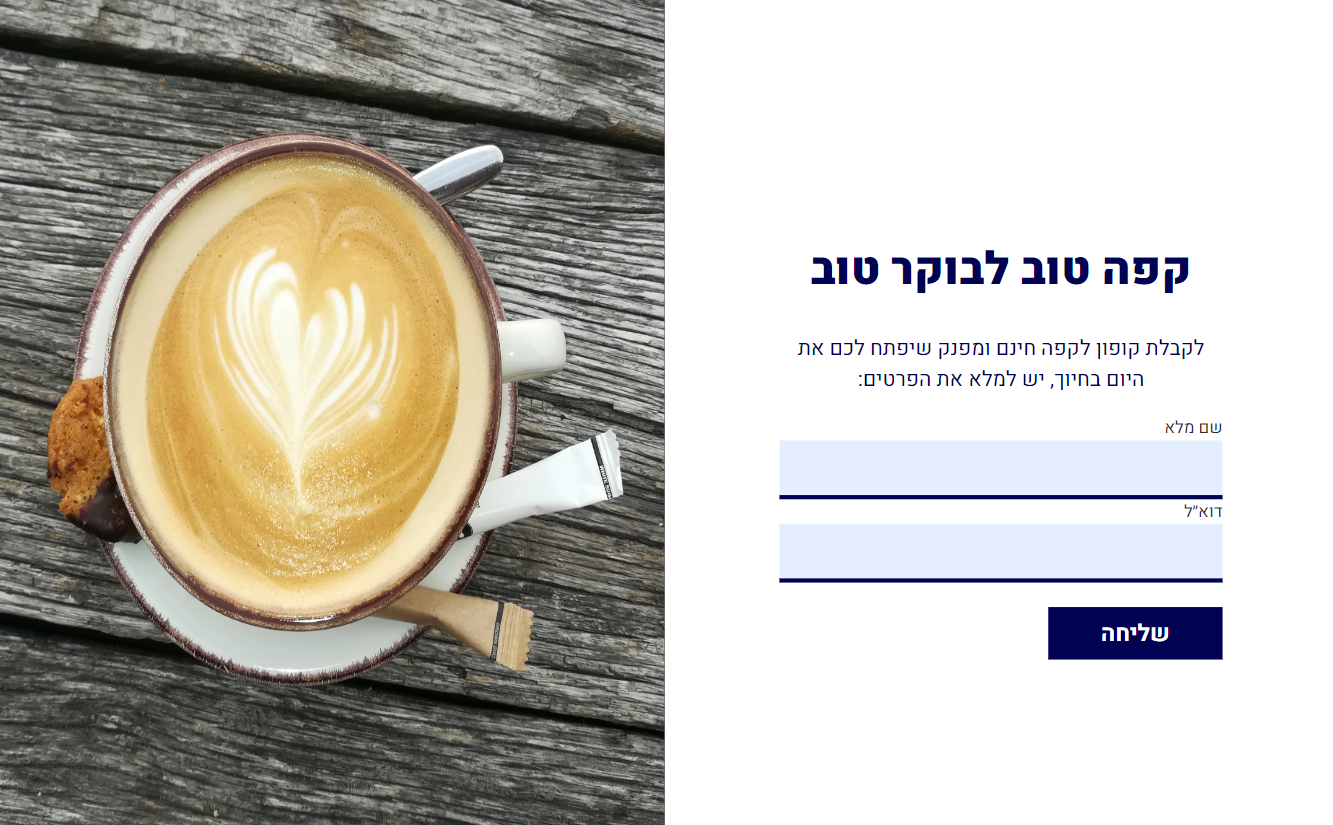 קפה טוב לבוקר טוב
לקבלת קופון לקפה חינם ומפנק שיפתח לכם את
היום בחיוך, יש למלא את הפרטים:
שם מלא
דוא״ל
שליחה